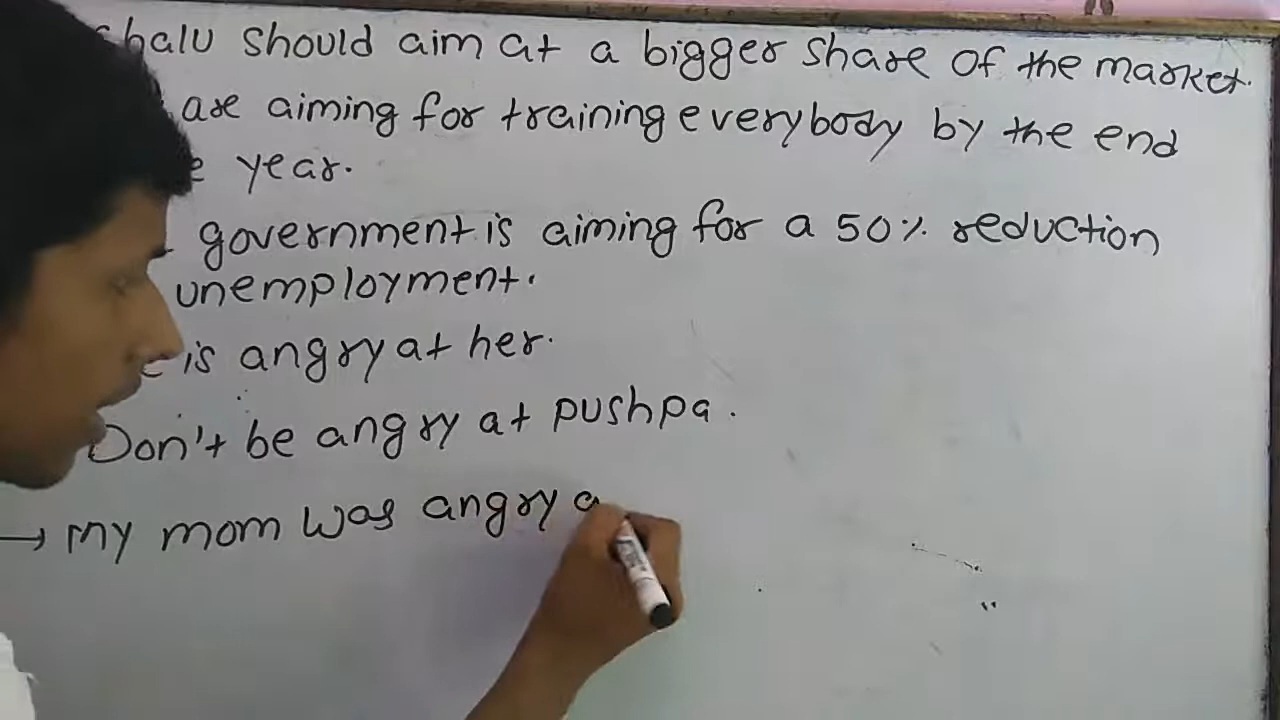 shalu should aim at a bigger share of the market.
are aiming for training everybody by the end
year.
government is aiming for a 50% reduction
unemployment.
is angry at her.
Don't be angry at pushpa.
→ My mom was angry a